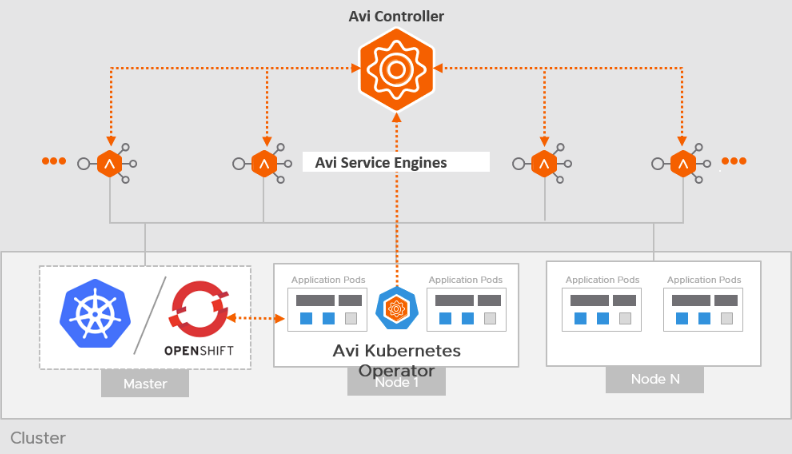 Avi Controller
Avi Service Engines
Application Pods
Application Pods
Application Pods
Application Pods
OPENSHIFT
Avi Kubernetes
Operator
Master
Node 1
Node N
Cluster